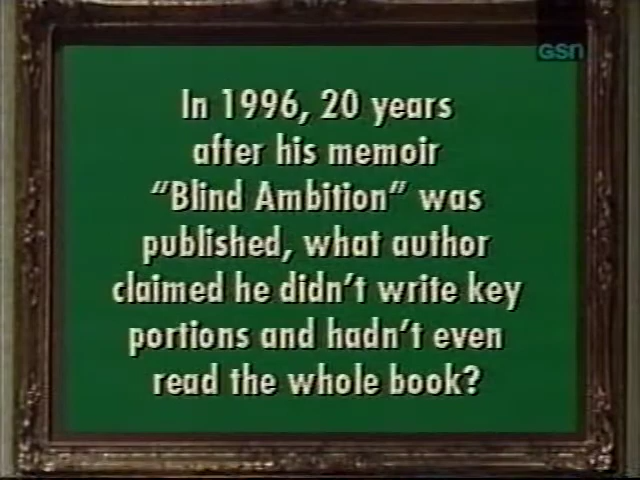 GSN
In 1996, 20 years
after his memoir
“Blind Ambition” was
published, what author
claimed he didn’t write key
portions and hadn’t even
read the whole book?